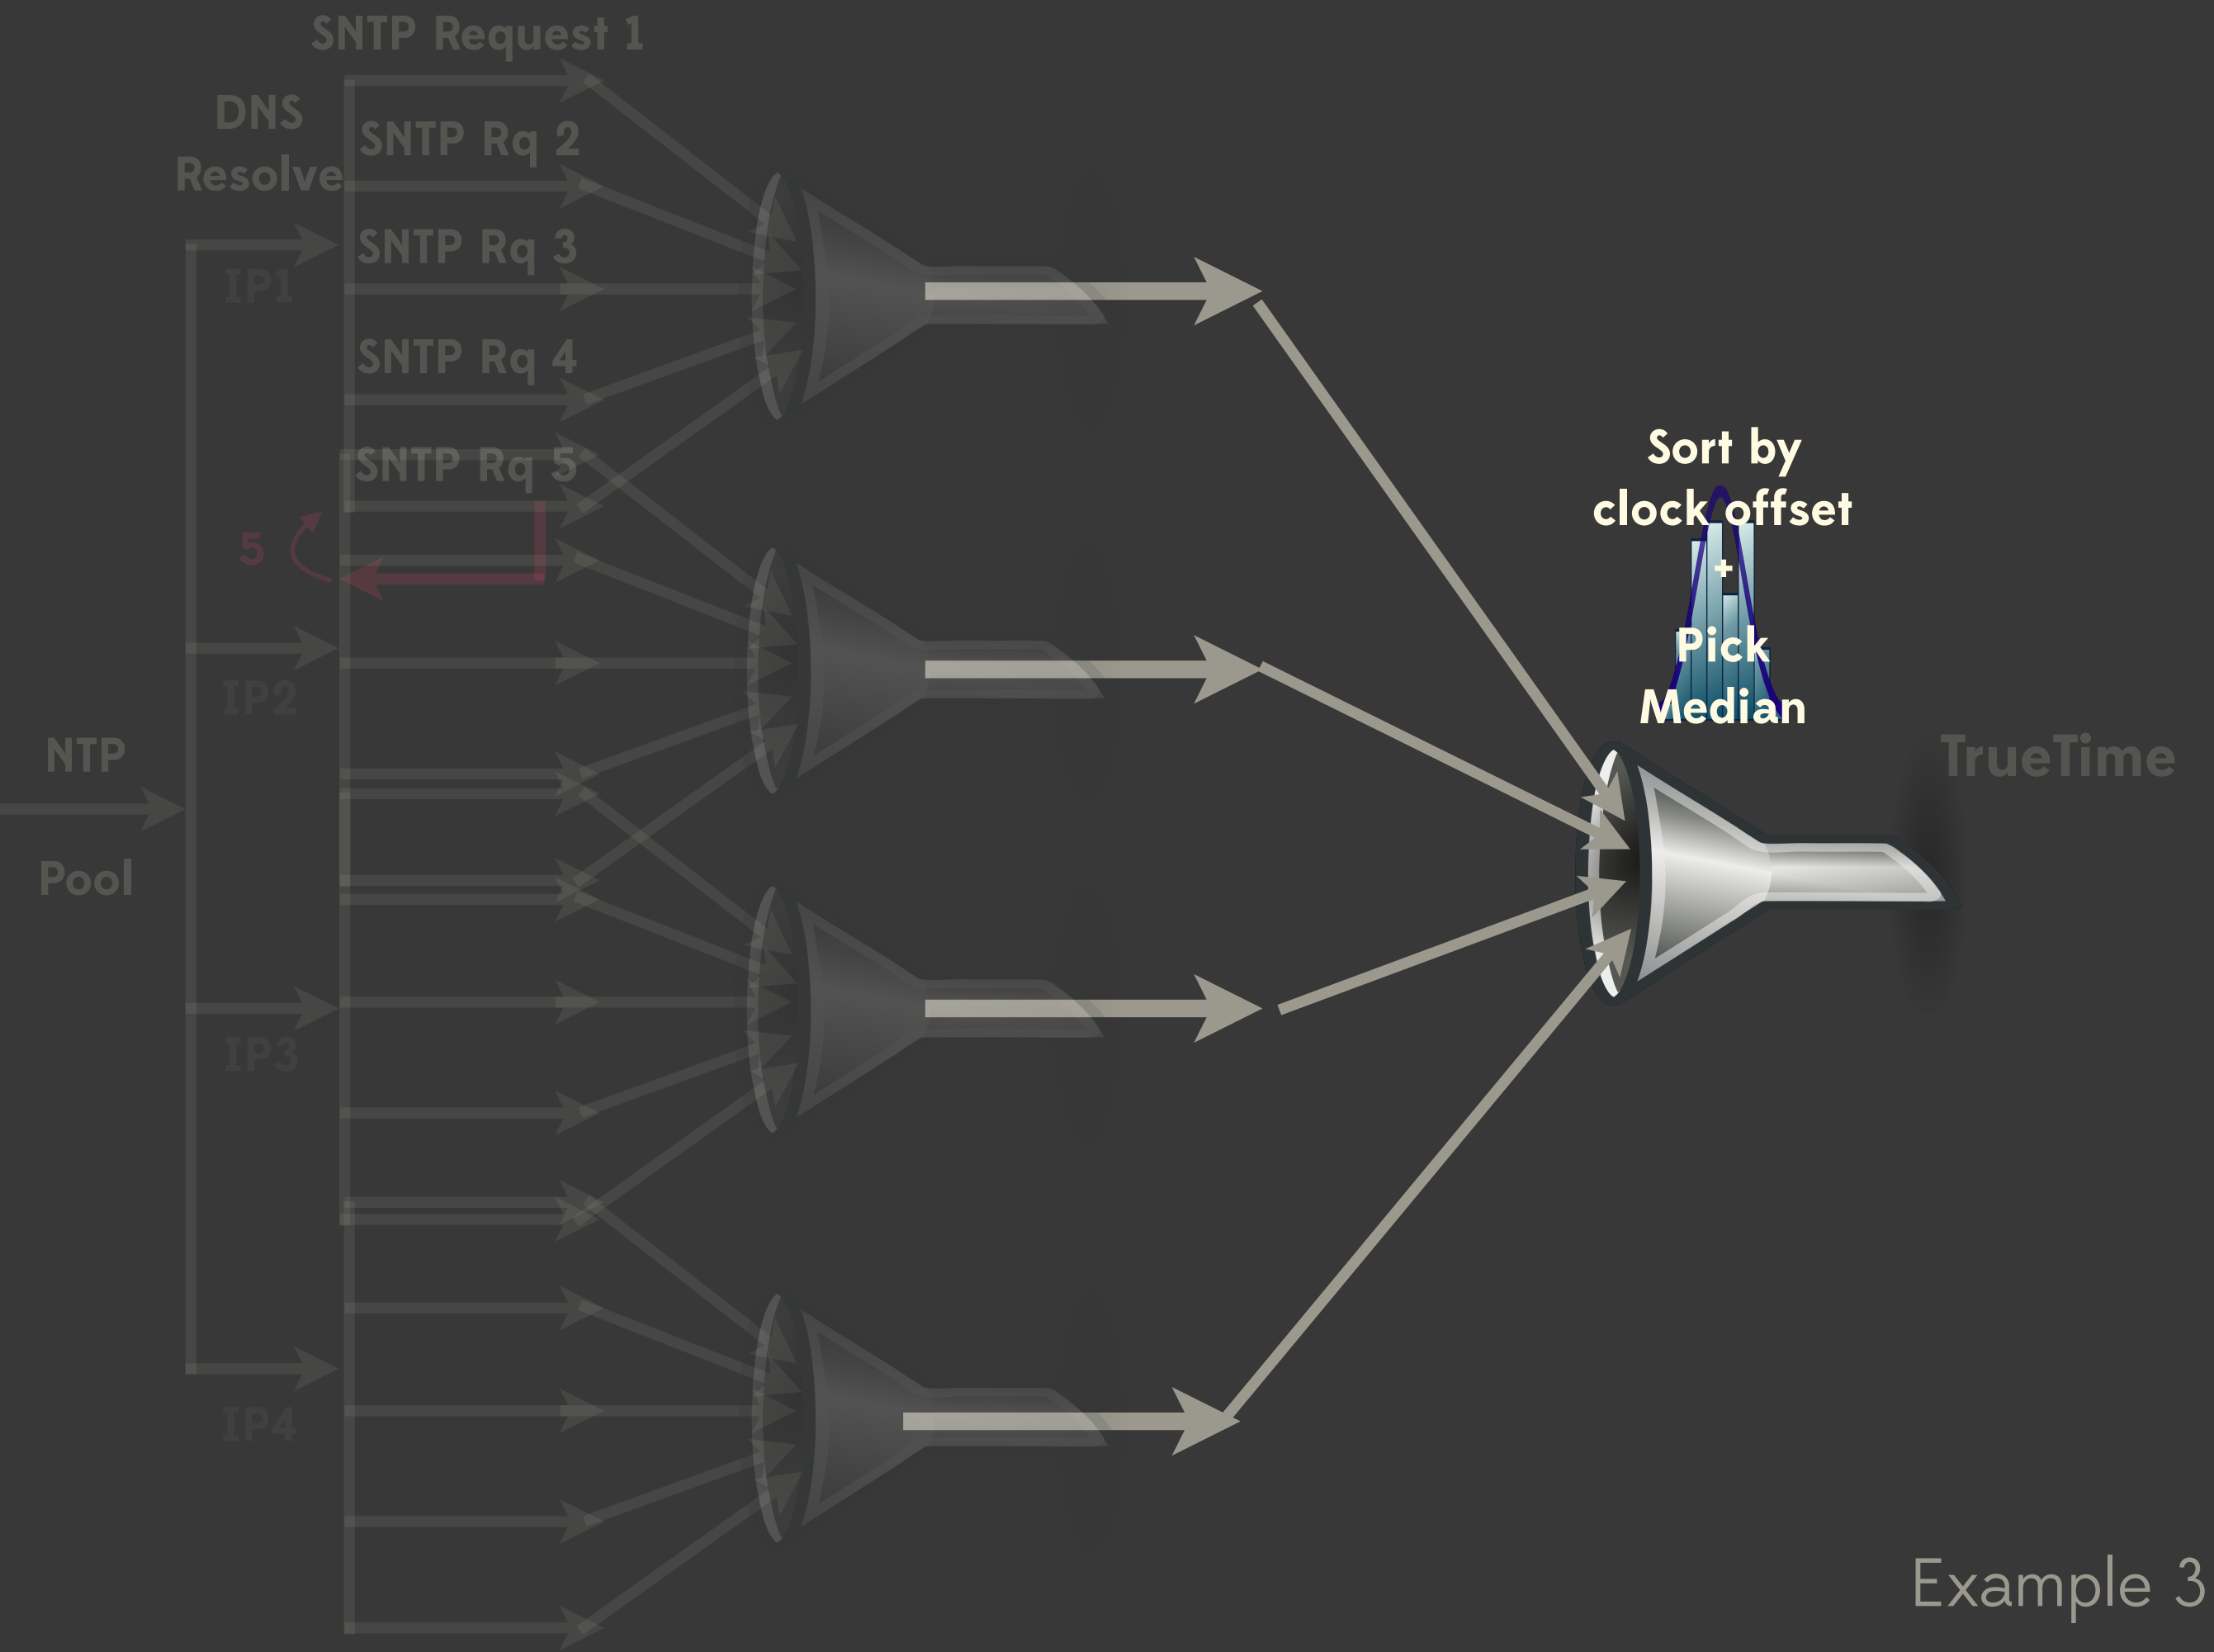 SNTP Request 1
DNS
Resolve
SNTP Rq 2
SNTP Rq 3
IP1
SNTP Rq 4
SNTP Rq 5
5
IP2
NTP
Pool
IP3
IP4
Sort by
clock offset
+
Pick
Median
TrueTime
Example 3